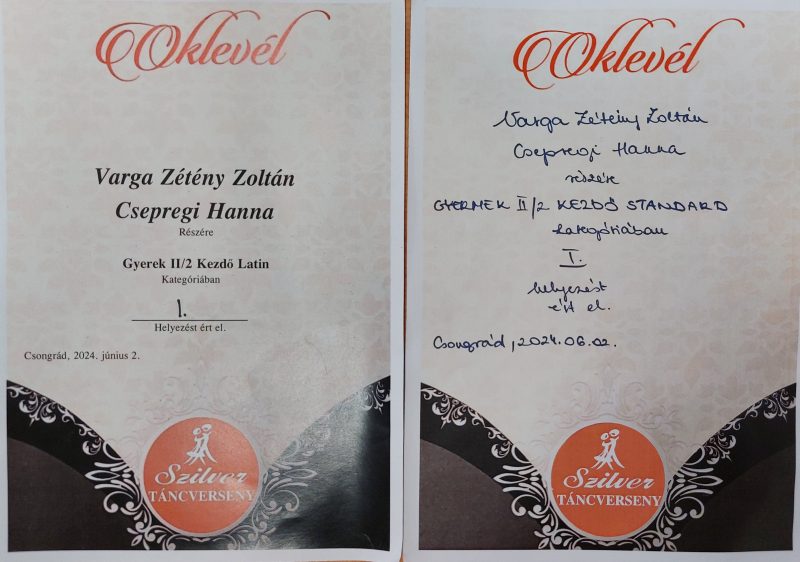 Oklevél
Varga Zétény Zoltán
Csepregi Hanna
Részére
Gyerek II/2 Kezdő Latin
Kategóriában
1.
Helyezést ért el.
Csongrád, 2024. június 2.
Szilver
TÁNCVERSENY
Oklevél
Varga Zétény Zoltán
Csepregi Hanna
részére
GYERMEK II/2 KEZDŐ STANDARD
kategóriában
I.
helyezést
ért el.
Csongrád, 2024.06.02.
Szilver
TÁNCVERSENY